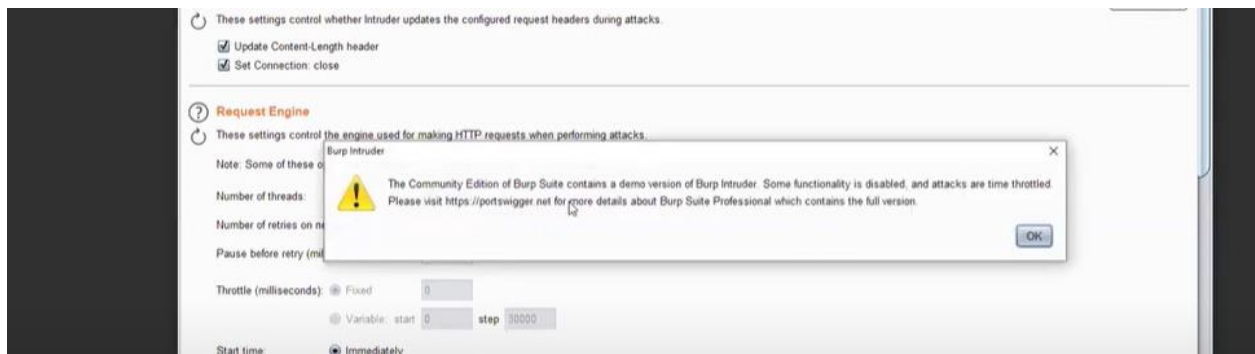 These settings control whether Intruder updates the configured request headers during attacks.
Update Content-Length header
Set Connection: close
? Request Engine
These settings control the engine used for making HTTP requests when performing attacks.
Burp Intruder
Note: Some of these o
The Community Edition of Burp Suite contains a demo version of Burp Intruder. Some functionality is disabled, and attacks are time throttled.
Number of threads:
Please visit https://portswigger.net for more details about Burp Suite Professional which contains the full version.
Number of retries on ne
OK
Pause before retry (mil
Throttle (milliseconds): Fixed 0
Variable: start 0 step 30000
Start time: Immediately